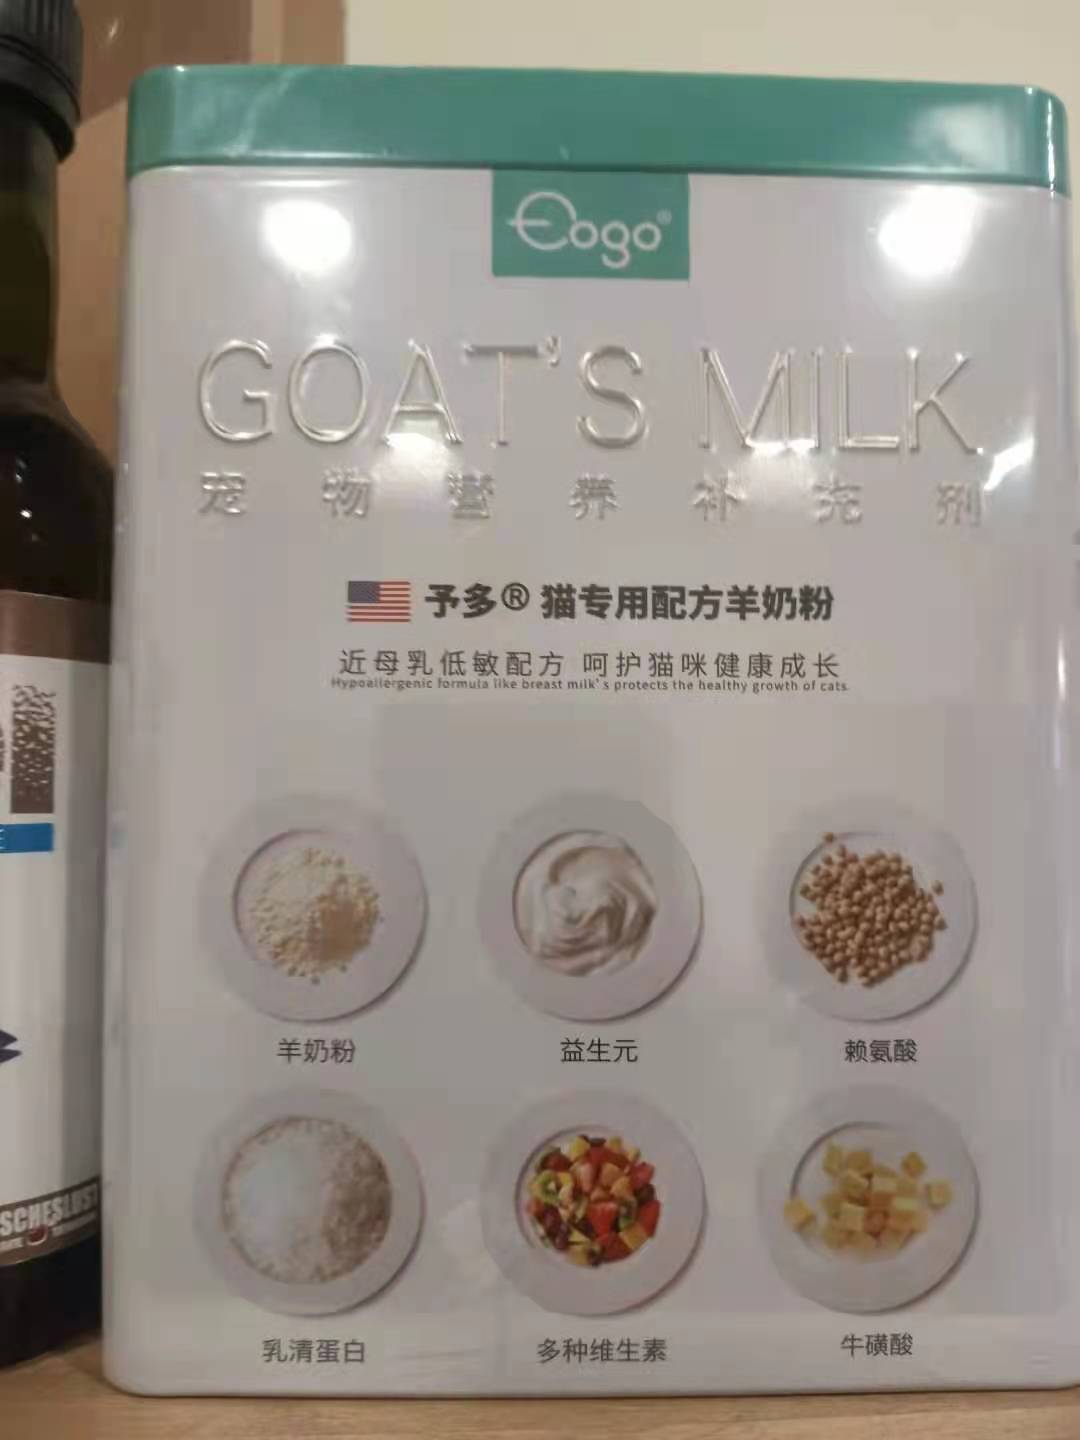 Eogo®
GOAT'S MILK
宠物营养补充剂
予多® 猫专用配方羊奶粉
近母乳低敏配方 呵护猫咪健康成长
Hypoallergenic formula like breast milk's protects the healthy growth of cats.
羊奶粉
益生元
赖氨酸
乳清蛋白
多种维生素
牛磺酸
SCHESLUST